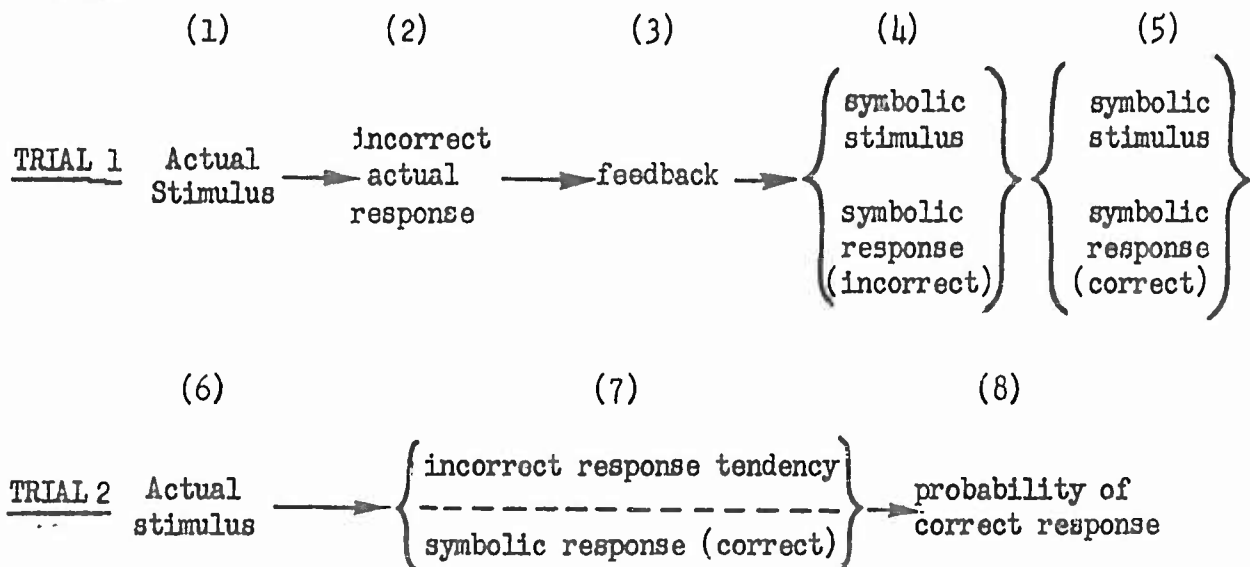 (1) (2) (3) (4) (5)
TRIAL 1
Actual
Stimulus
incorrect
actual
response
feedback
symbolic
stimulus
symbolic
response
(incorrect)
symbolic
stimulus
symbolic
response
(correct)
(6) (7) (8)
TRIAL 2
Actual
stimulus
incorrect response tendency
symbolic response (correct)
probability of
correct response